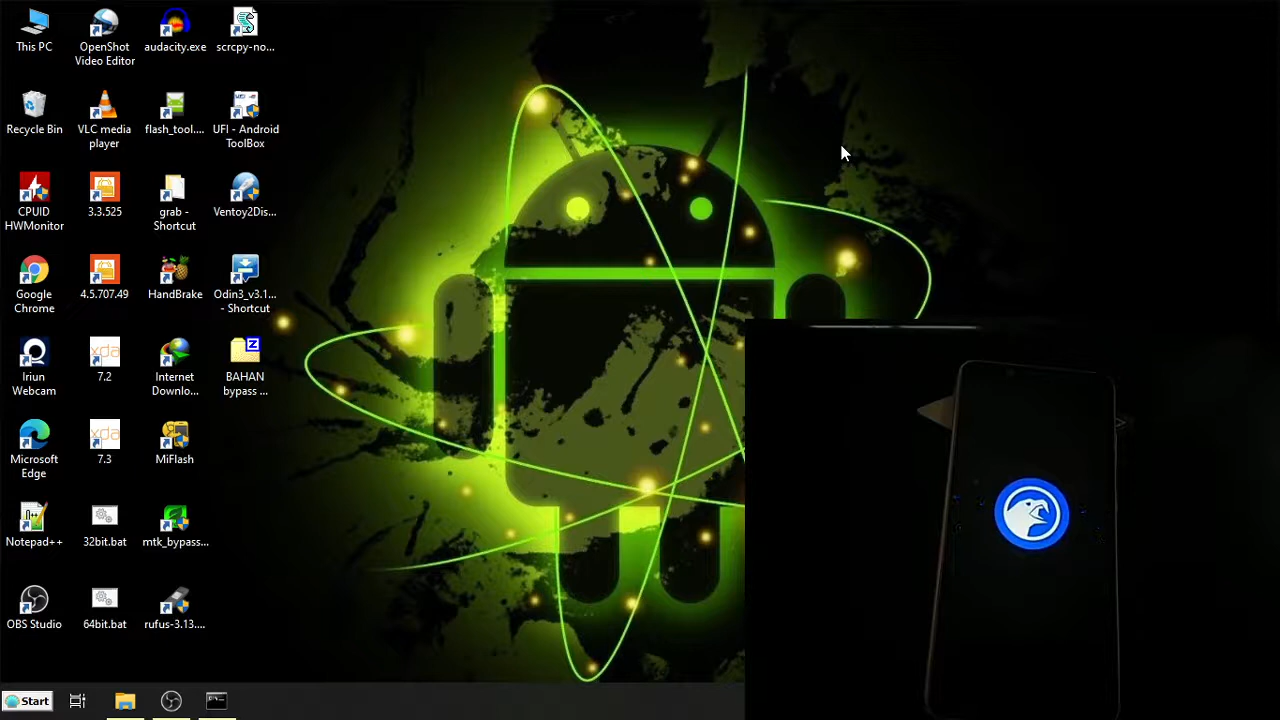 This PC
OpenShot
Video Editor
audacity.exe
scrcpy-no...
Recycle Bin
VLC media
player
flash_tool....
UFI - Android
ToolBox
CPUID
HWMonitor
3.3.525
grab -
Shortcut
Ventoy2Dis...
Google
Chrome
4.5.707.49
HandBrake
Odin3_v3.1...
- Shortcut
Iriun
Webcam
xda
7.2
Internet
Downlo...
BAHAN
bypass ...
Microsoft
Edge
xda
7.3
MiFlash
Notepad++
32bit.bat
mtk_bypass...
OBS Studio
64bit.bat
rufus-3.13....
Start